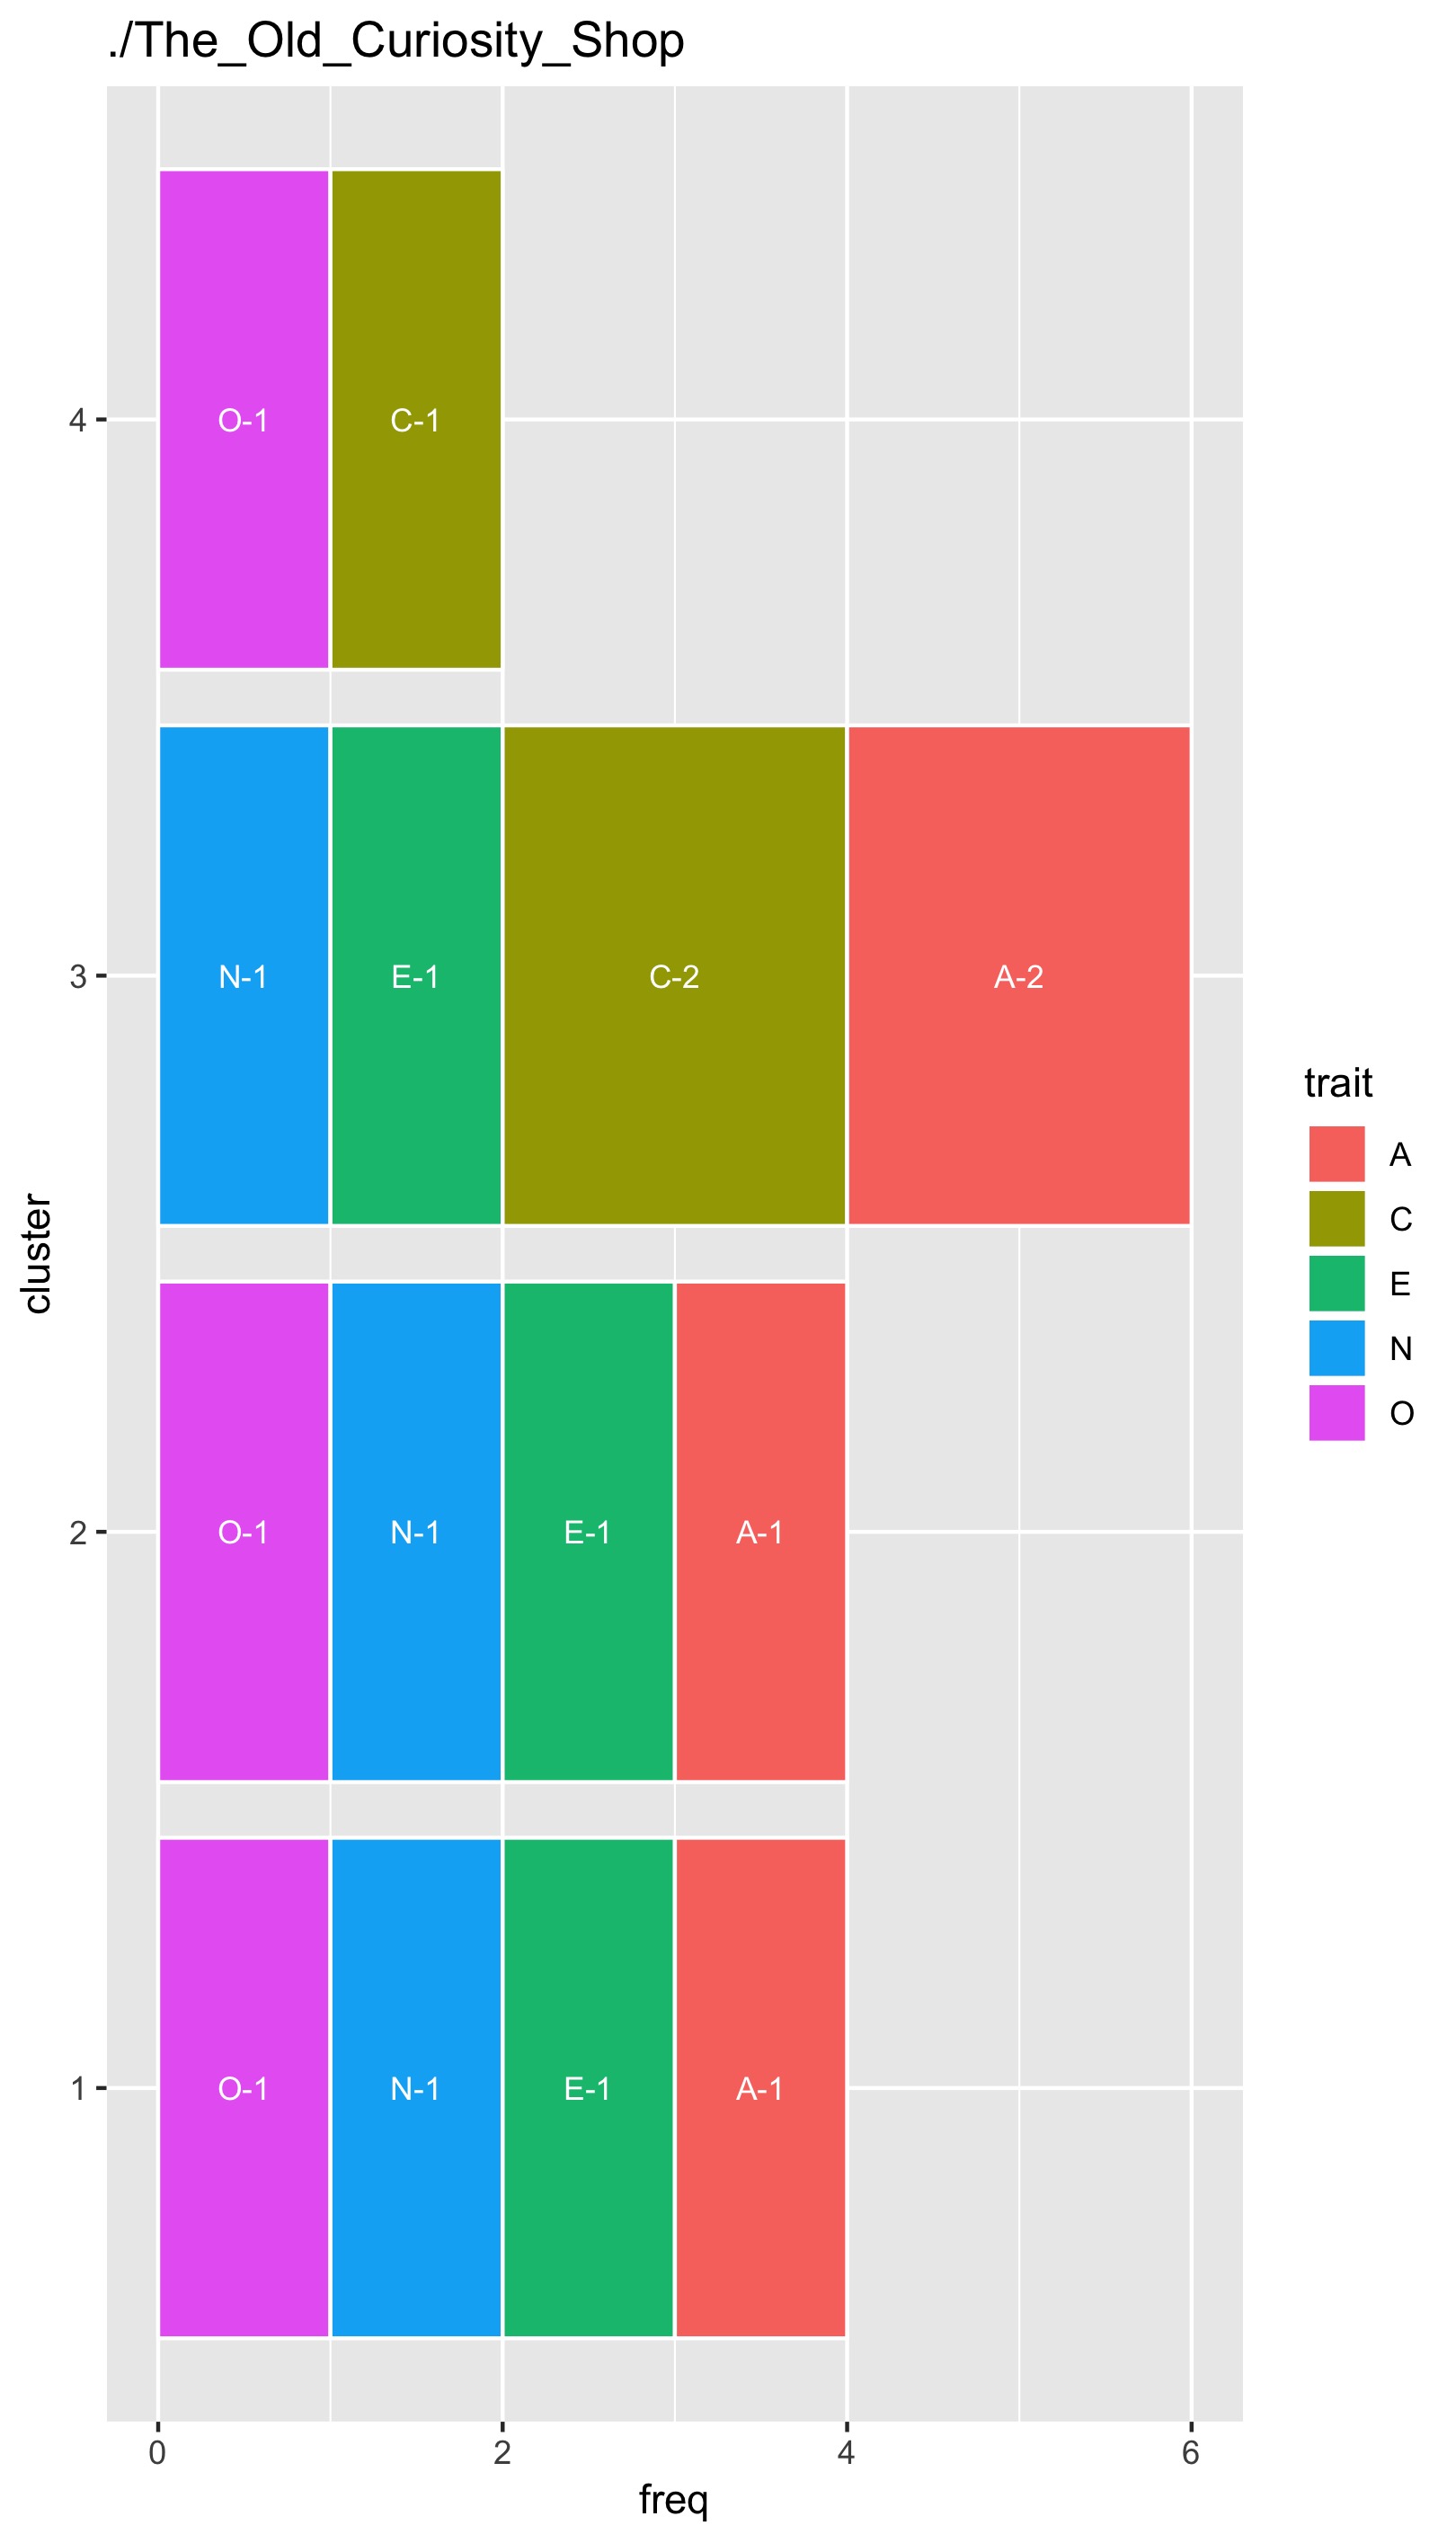 ./The_Old_Curiosity_Shop
4
O-1 C-1
3
N-1 E-1 C-2 A-2
2
O-1 N-1 E-1 A-1
1
O-1 N-1 E-1 A-1
0 2 4 6
freq
cluster
trait
A
C
E
N
O